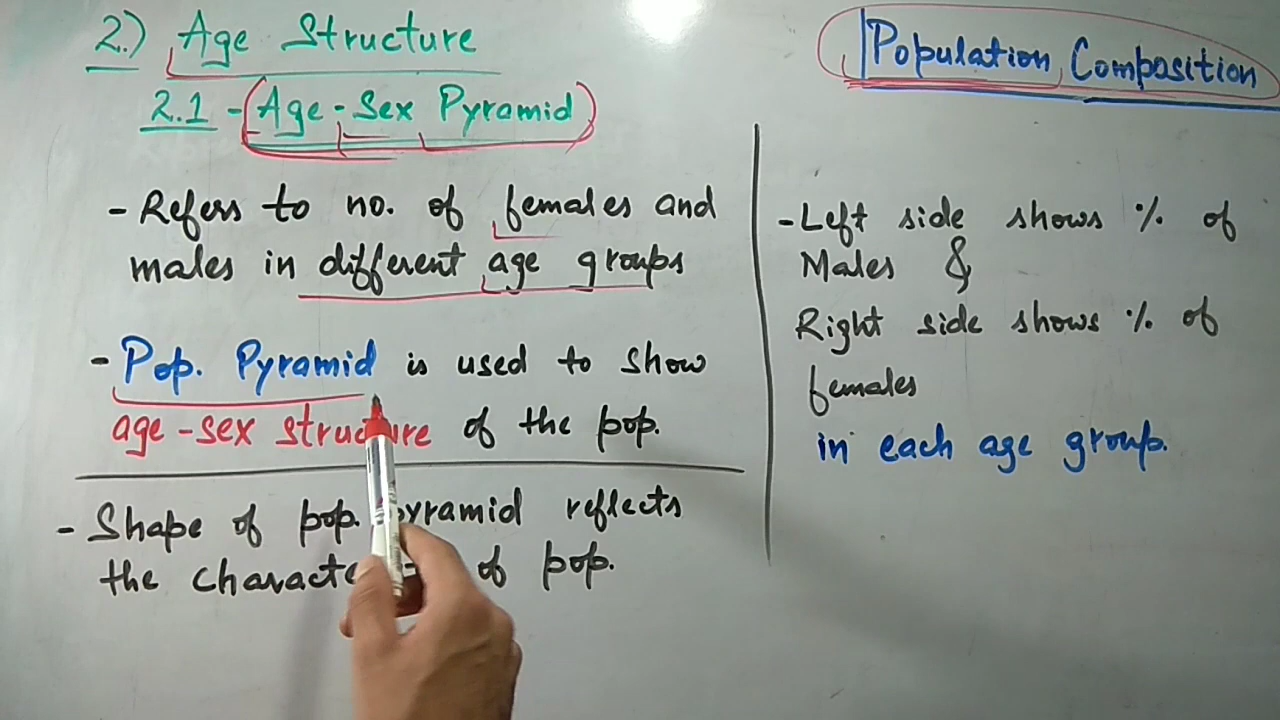 2.) Age Structure
2.1 - (Age - Sex Pyramid)
- Refers to no. of females and
males in different age groups
- Pop. Pyramid is used to show
age-sex structure of the pop.
- Shape of pop. pyramid reflects
the of pop.
Population Composition
- Left side shows % of
Males &
Right side shows % of
females
in each age group.